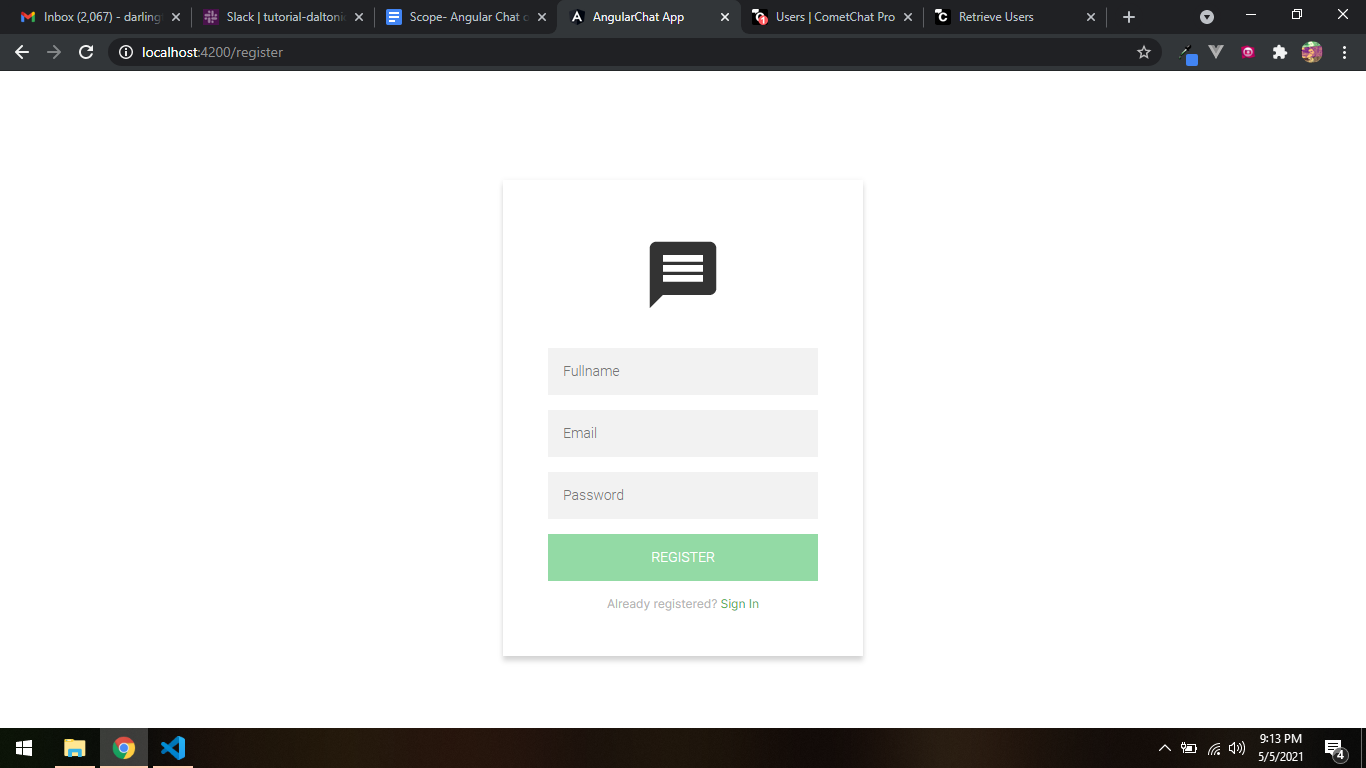 Inbox (2,067) - darling
Slack | tutorial-daltonic
Scope- Angular Chat c
AngularChat App
Users | CometChat Pro
Retrieve Users
localhost:4200/register
Fullname
Email
Password
REGISTER
Already registered? Sign In
9:13 PM
5/5/2021
4